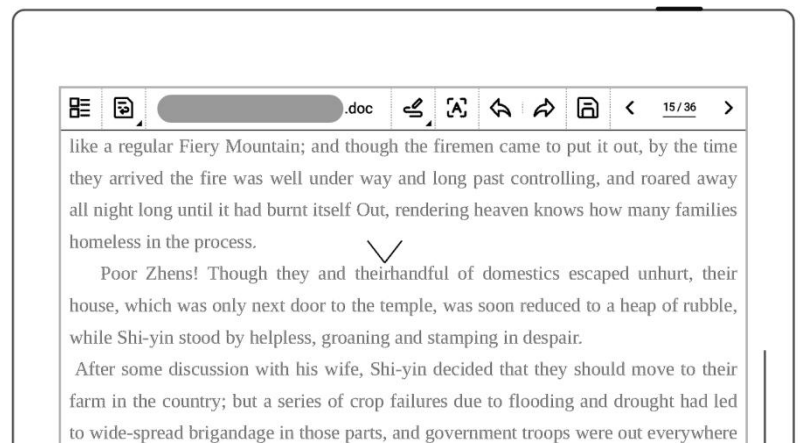 .doc 15 / 36
like a regular Fiery Mountain; and though the firemen came to put it out, by the time
they arrived the fire was well under way and long past controlling, and roared away
all night long until it had burnt itself Out, rendering heaven knows how many families
homeless in the process.
Poor Zhens! Though they and theirhandful of domestics escaped unhurt, their
house, which was only next door to the temple, was soon reduced to a heap of rubble,
while Shi-yin stood by helpless, groaning and stamping in despair.
After some discussion with his wife, Shi-yin decided that they should move to their
farm in the country; but a series of crop failures due to flooding and drought had led
to wide-spread brigandage in those parts, and government troops were out everywhere